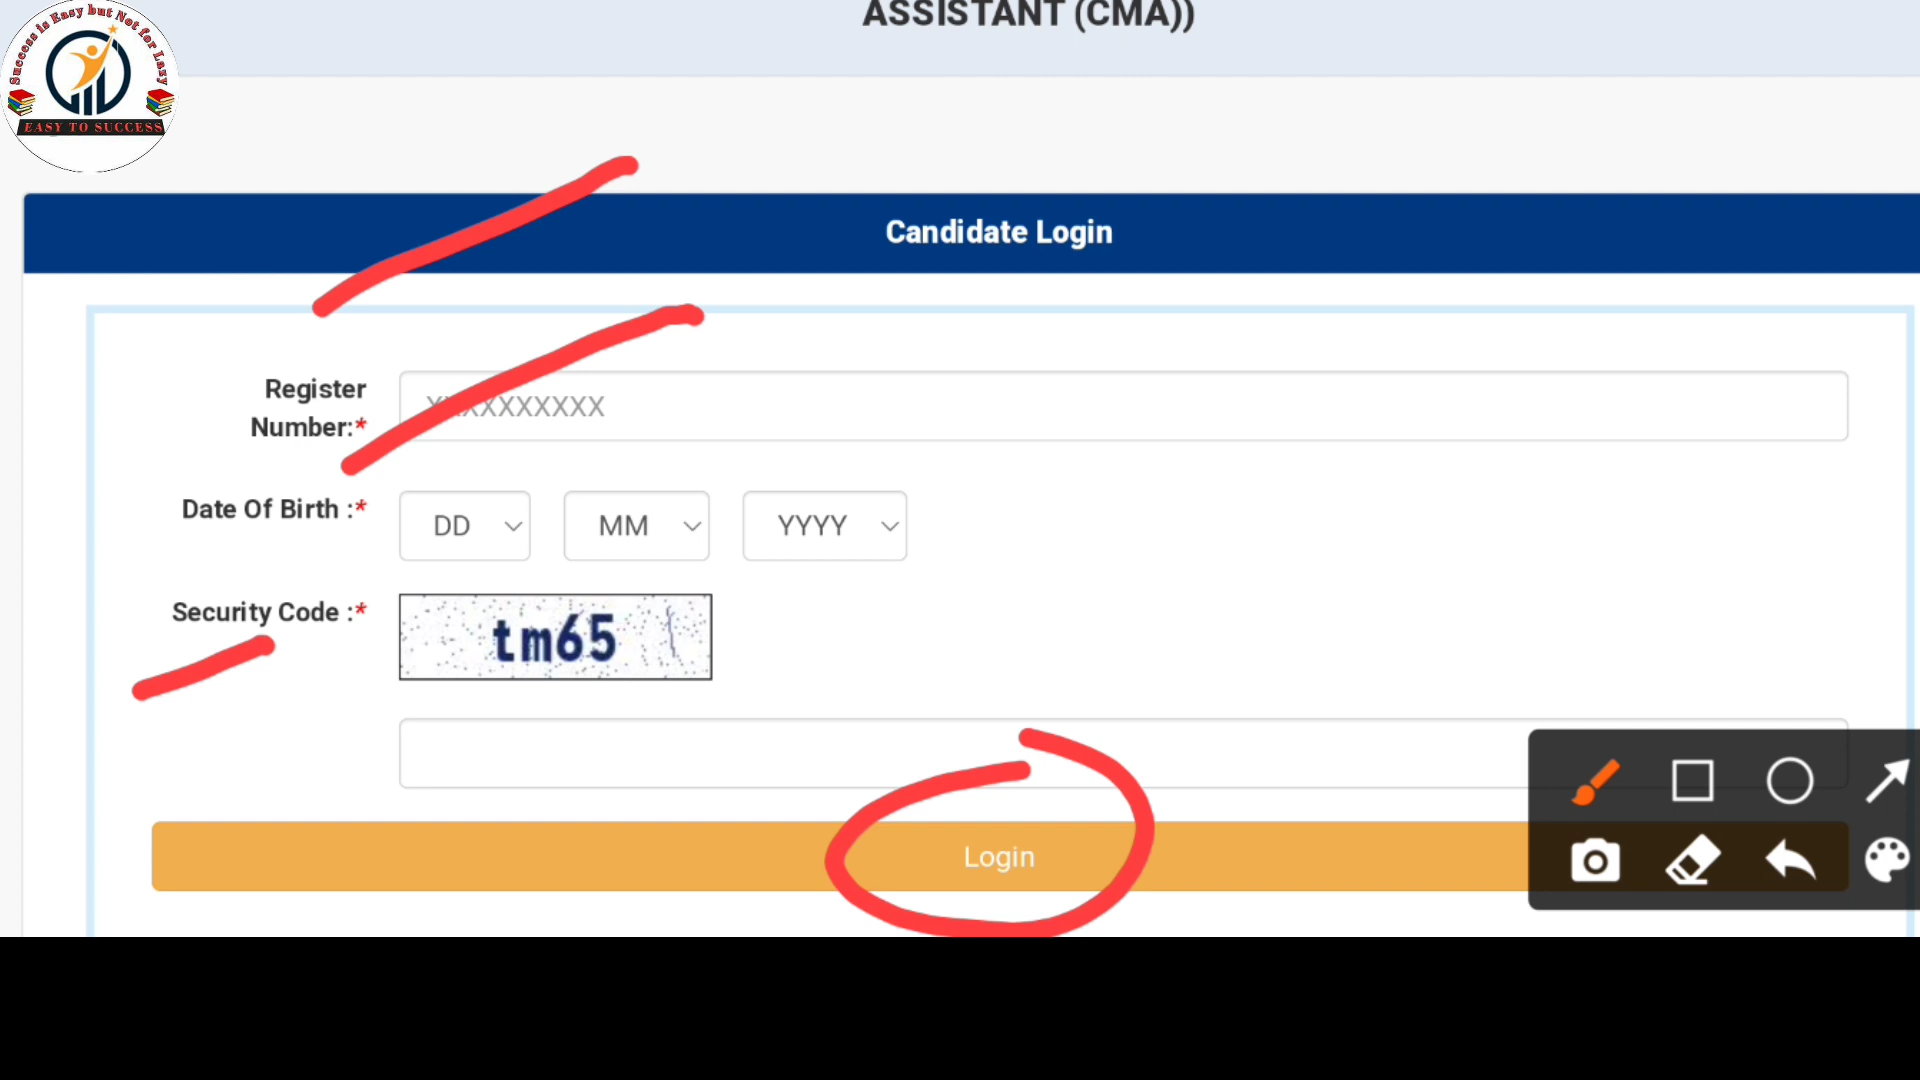 ASSISTANT (CMA))
Success is Easy but Not for Lazy
EASY TO SUCCESS
Candidate Login
Register
Number:*
XXXXXXXXXX
Date Of Birth :*
DD
MM
YYYY
Security Code :*
tm65
Login